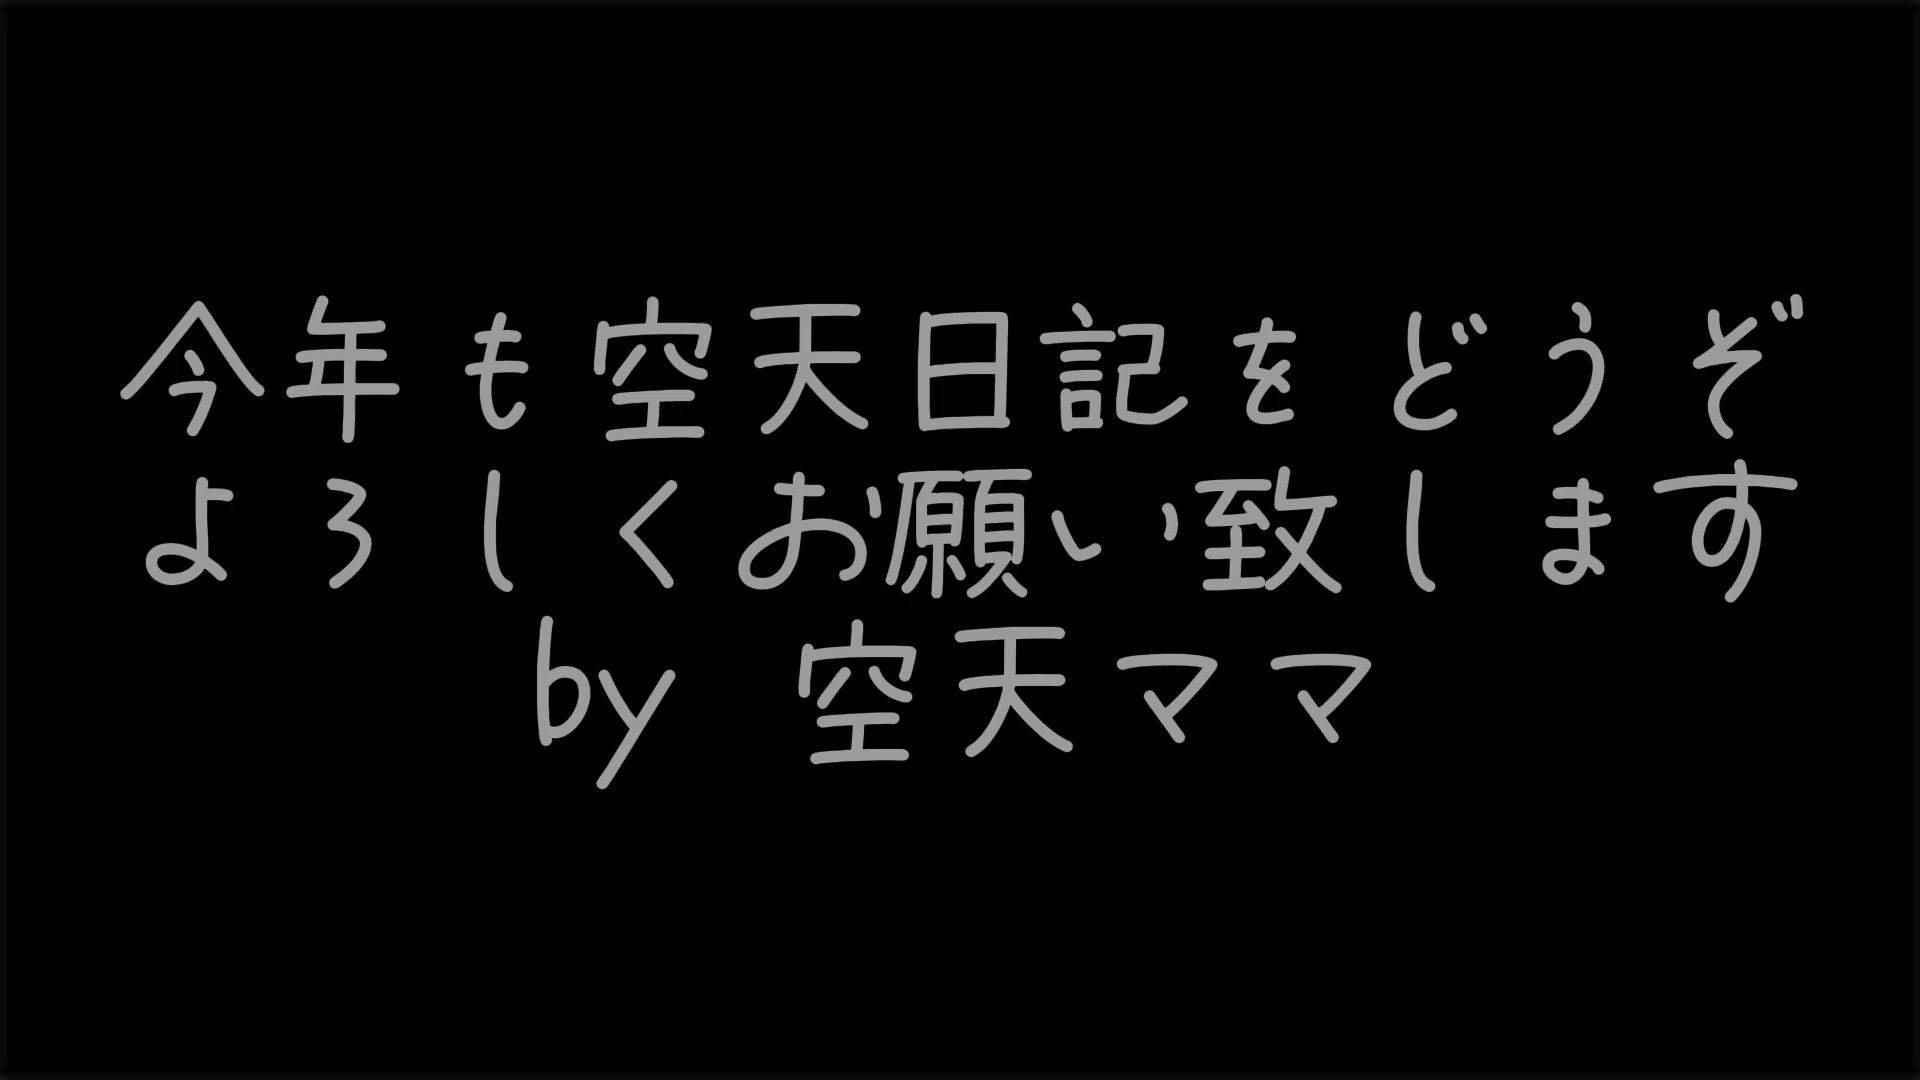 今年も空天日記をどうぞ
よろしくお願い致します
by 空天ママ